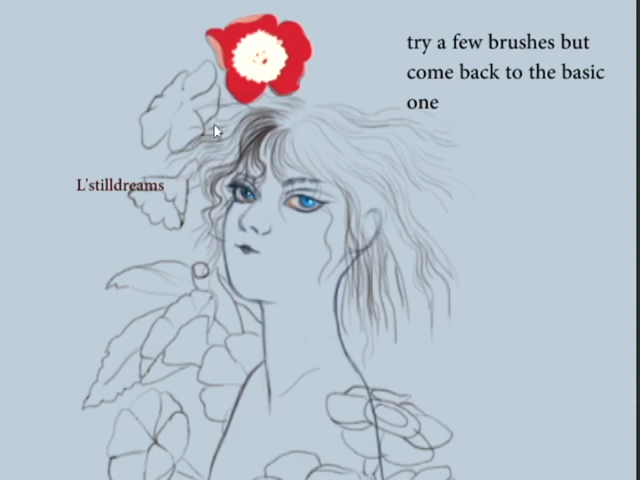 try a few brushes but
come back to the basic
one
L'stilldreams